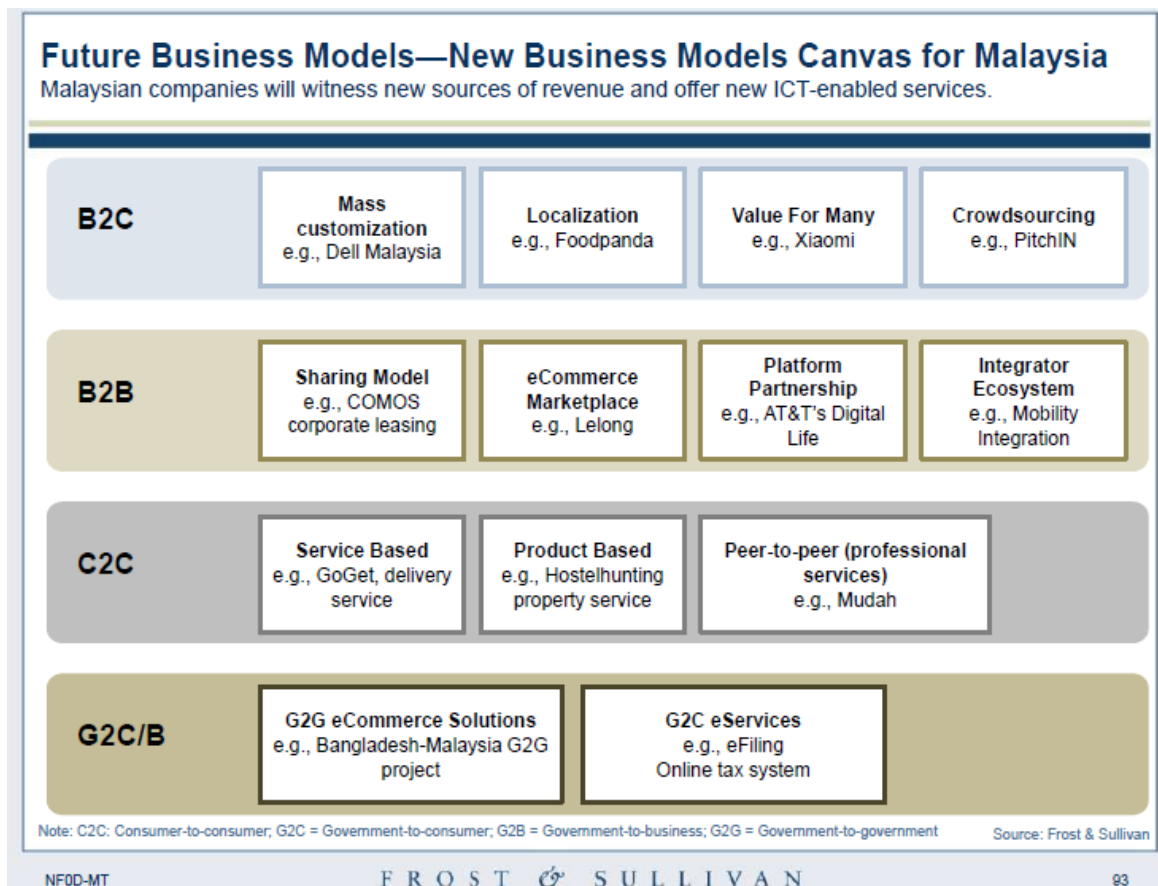 Future Business Models—New Business Models Canvas for Malaysia
Malaysian companies will witness new sources of revenue and offer new ICT-enabled services.
B2C
Mass
customization
e.g., Dell Malaysia
Localization
e.g., Foodpanda
Value For Many
e.g., Xiaomi
Crowdsourcing
e.g., PitchIN
B2B
Sharing Model
e.g., COMOS
corporate leasing
eCommerce
Marketplace
e.g., Lelong
Platform
Partnership
e.g., AT&T's Digital
Life
Integrator
Ecosystem
e.g., Mobility
Integration
C2C
Service Based
e.g., GoGet, delivery
service
Product Based
e.g., Hostelhunting
property service
Peer-to-peer (professional
services)
e.g., Mudah
G2C/B
G2G eCommerce Solutions
e.g., Bangladesh-Malaysia G2G
project
G2C eServices
e.g., eFiling
Online tax system
Note: C2C: Consumer-to-consumer; G2C = Government-to-consumer; G2B = Government-to-business; G2G = Government-to-government
Source: Frost & Sullivan
NF0D-MT
FROST & SULLIVAN
93